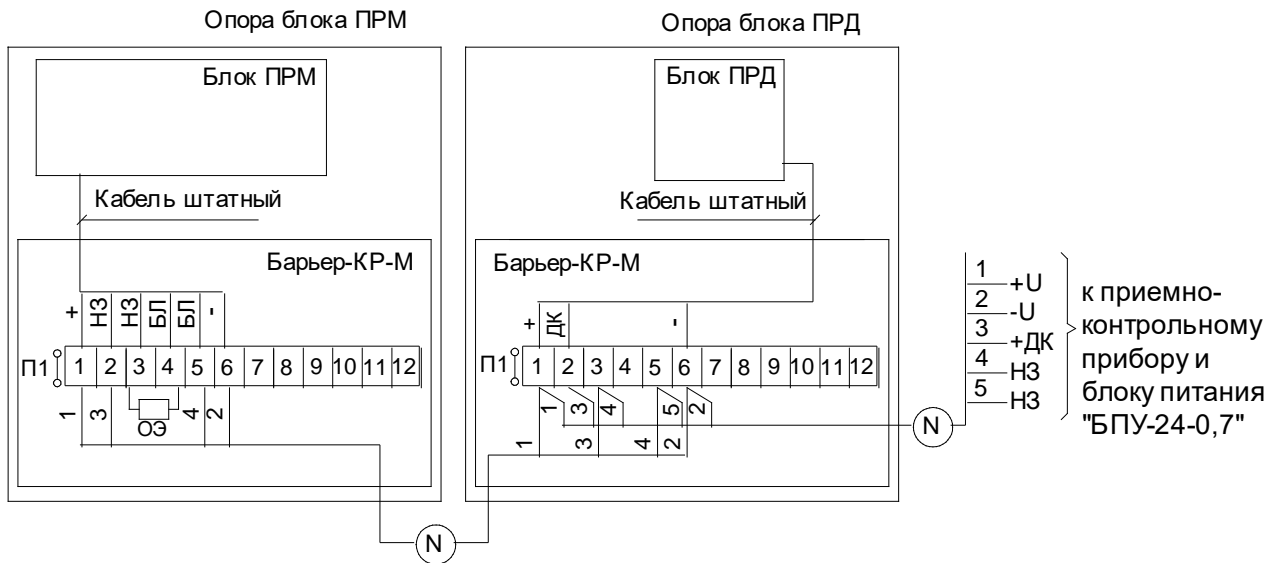 Опора блока ПРМ
Опора блока ПРД
Блок ПРМ
Блок ПРД
Кабель штатный
Кабель штатный
Барьер-КР-М
Барьер-КР-М
+ НЗ НЗ БЛ БЛ -
П1 1 2 3 4 5 6 7 8 9 10 11 12
1 3 ОЭ 4 2
+ ДК -
П1 1 2 3 4 5 6 7 8 9 10 11 12
1 3 4 5 2
1 3 4 2
N
N
1 +U
2 -U
3 +ДК
4 НЗ
5 НЗ
к приемно-
контрольному
прибору и
блоку питания
"БПУ-24-0,7"